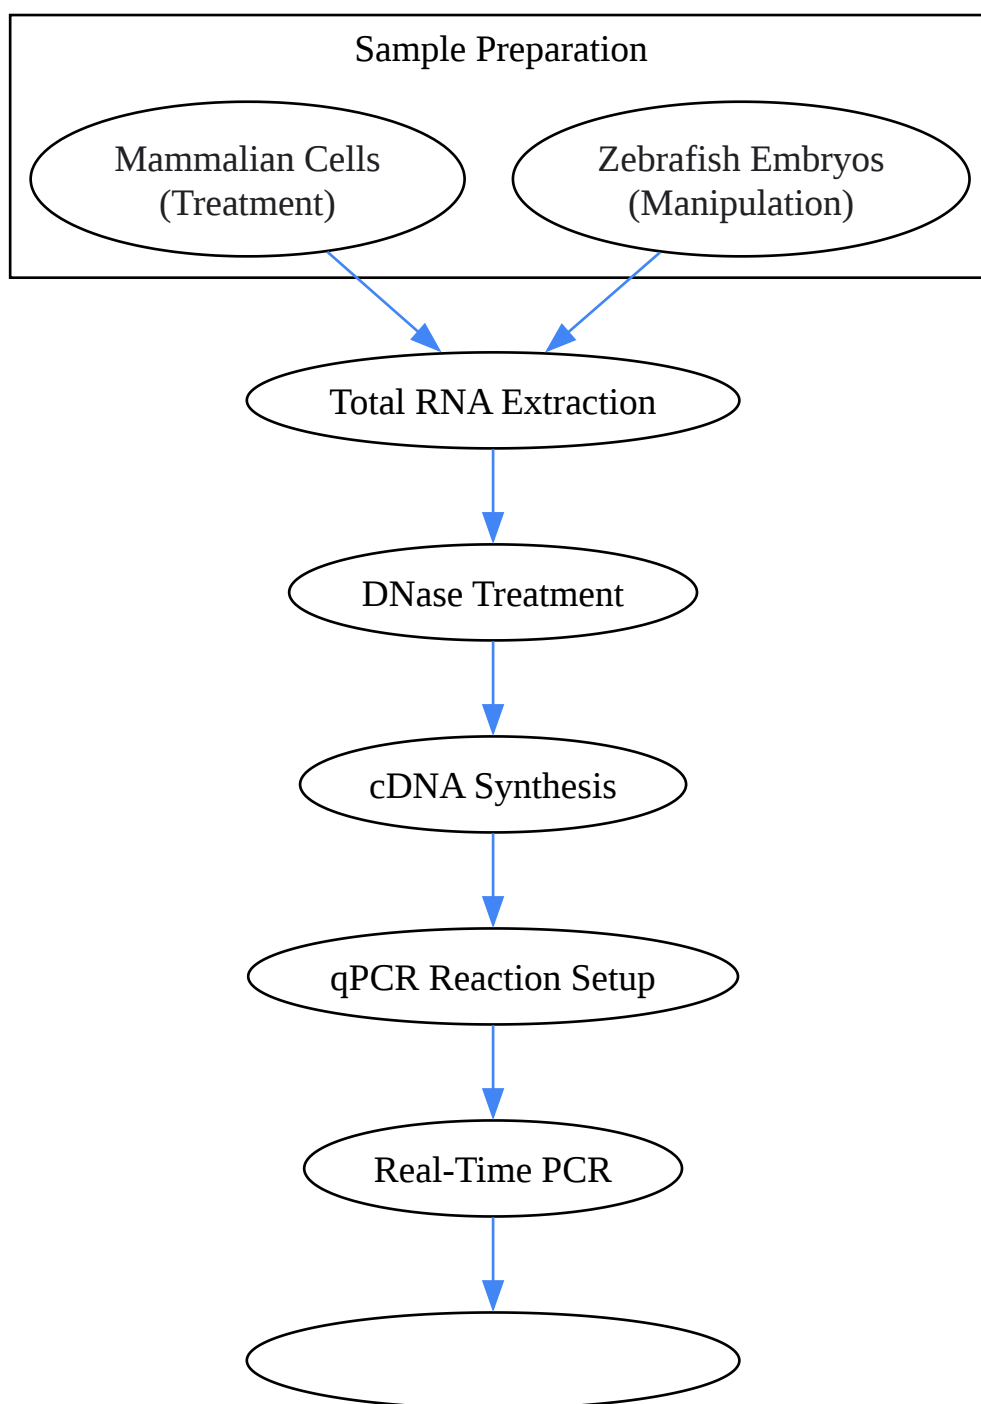 Sample Preparation
Mammalian Cells
(Treatment)
Zebrafish Embryos
(Manipulation)
Total RNA Extraction
DNase Treatment
cDNA Synthesis
qPCR Reaction Setup
Real-Time PCR